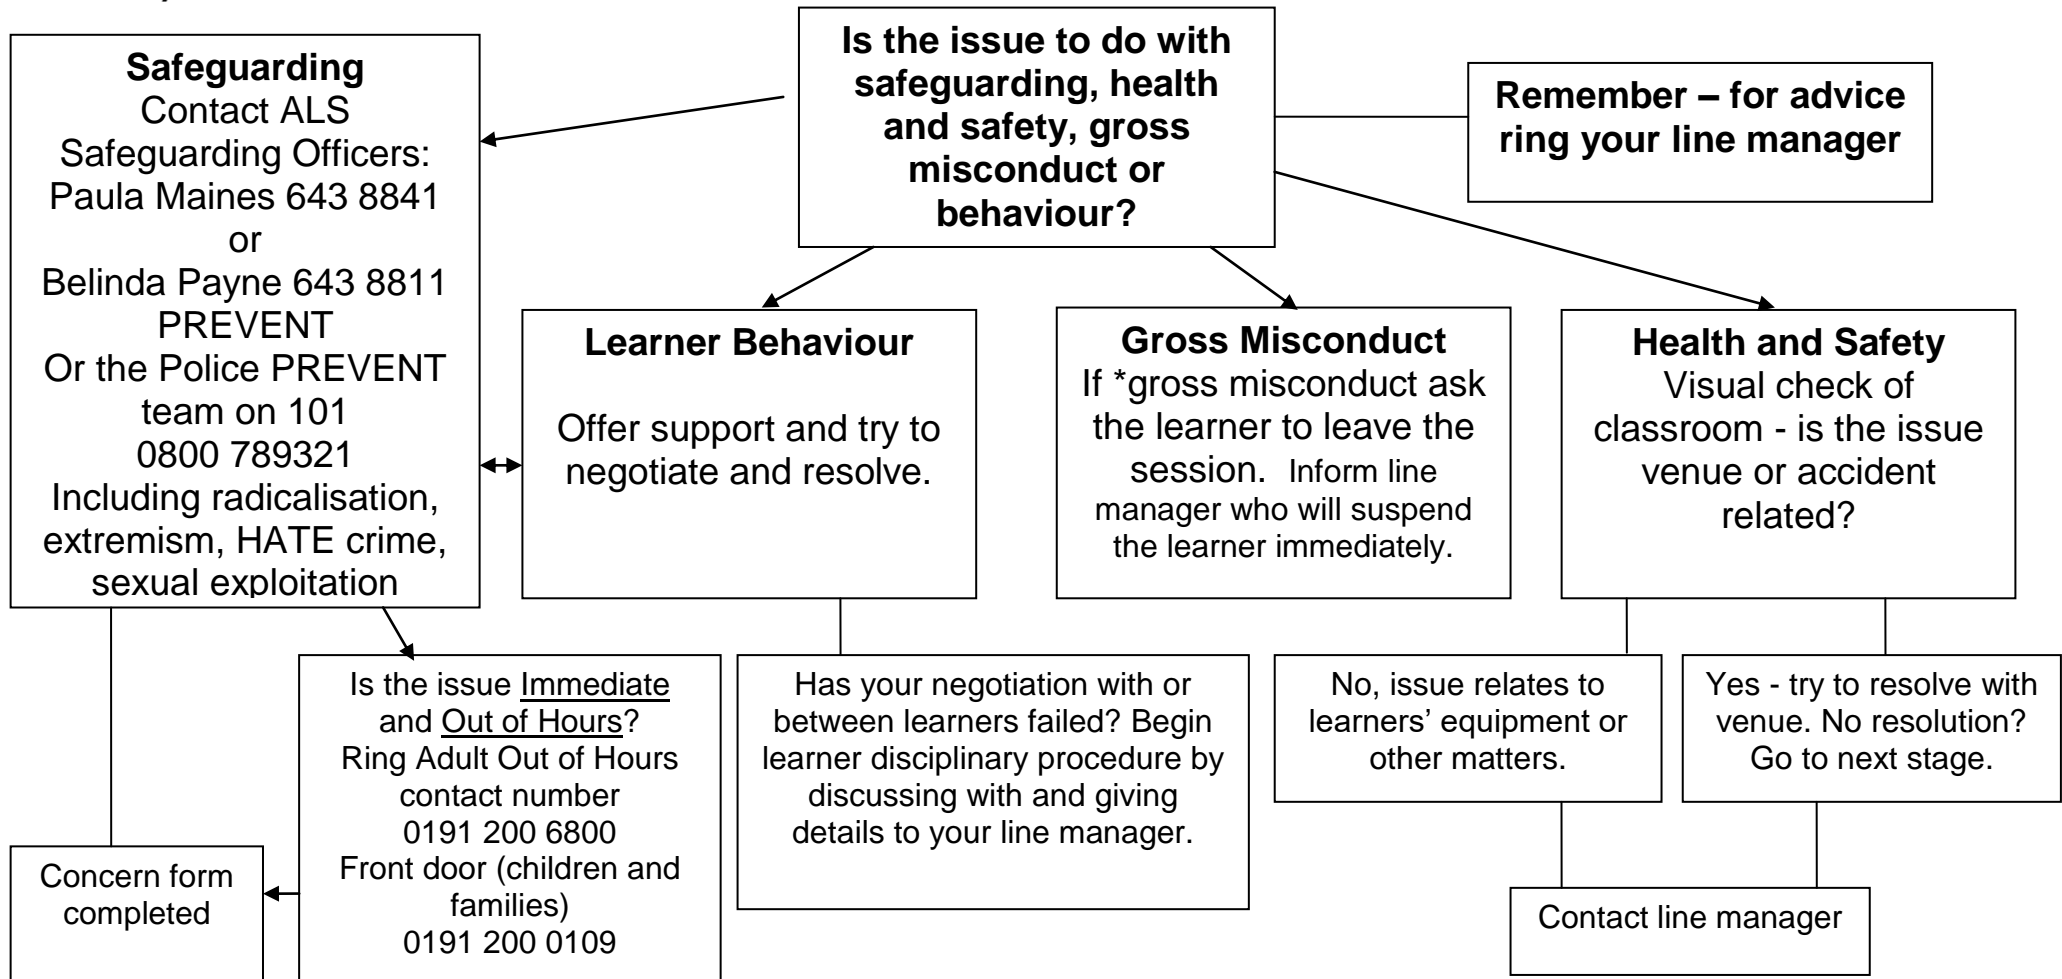 Safeguarding
Contact ALS
Safeguarding Officers:
Paula Maines 643 8841
or
Belinda Payne 643 8811
PREVENT
Or the Police PREVENT
team on 101
0800 789321
Including radicalisation,
extremism, HATE crime,
sexual exploitation
Is the issue to do with
safeguarding, health
and safety, gross
misconduct or
behaviour?
Remember – for advice
ring your line manager
Learner Behaviour
Offer support and try to
negotiate and resolve.
Gross Misconduct
If *gross misconduct ask
the learner to leave the
session. Inform line
manager who will suspend
the learner immediately.
Health and Safety
Visual check of
classroom - is the issue
venue or accident
related?
Concern form
completed
Is the issue Immediate
and Out of Hours?
Ring Adult Out of Hours
contact number
0191 200 6800
Front door (children and
families)
0191 200 0109
Has your negotiation with or
between learners failed? Begin
learner disciplinary procedure by
discussing with and giving
details to your line manager.
No, issue relates to
learners’ equipment or
other matters.
Yes - try to resolve with
venue. No resolution?
Go to next stage.
Contact line manager